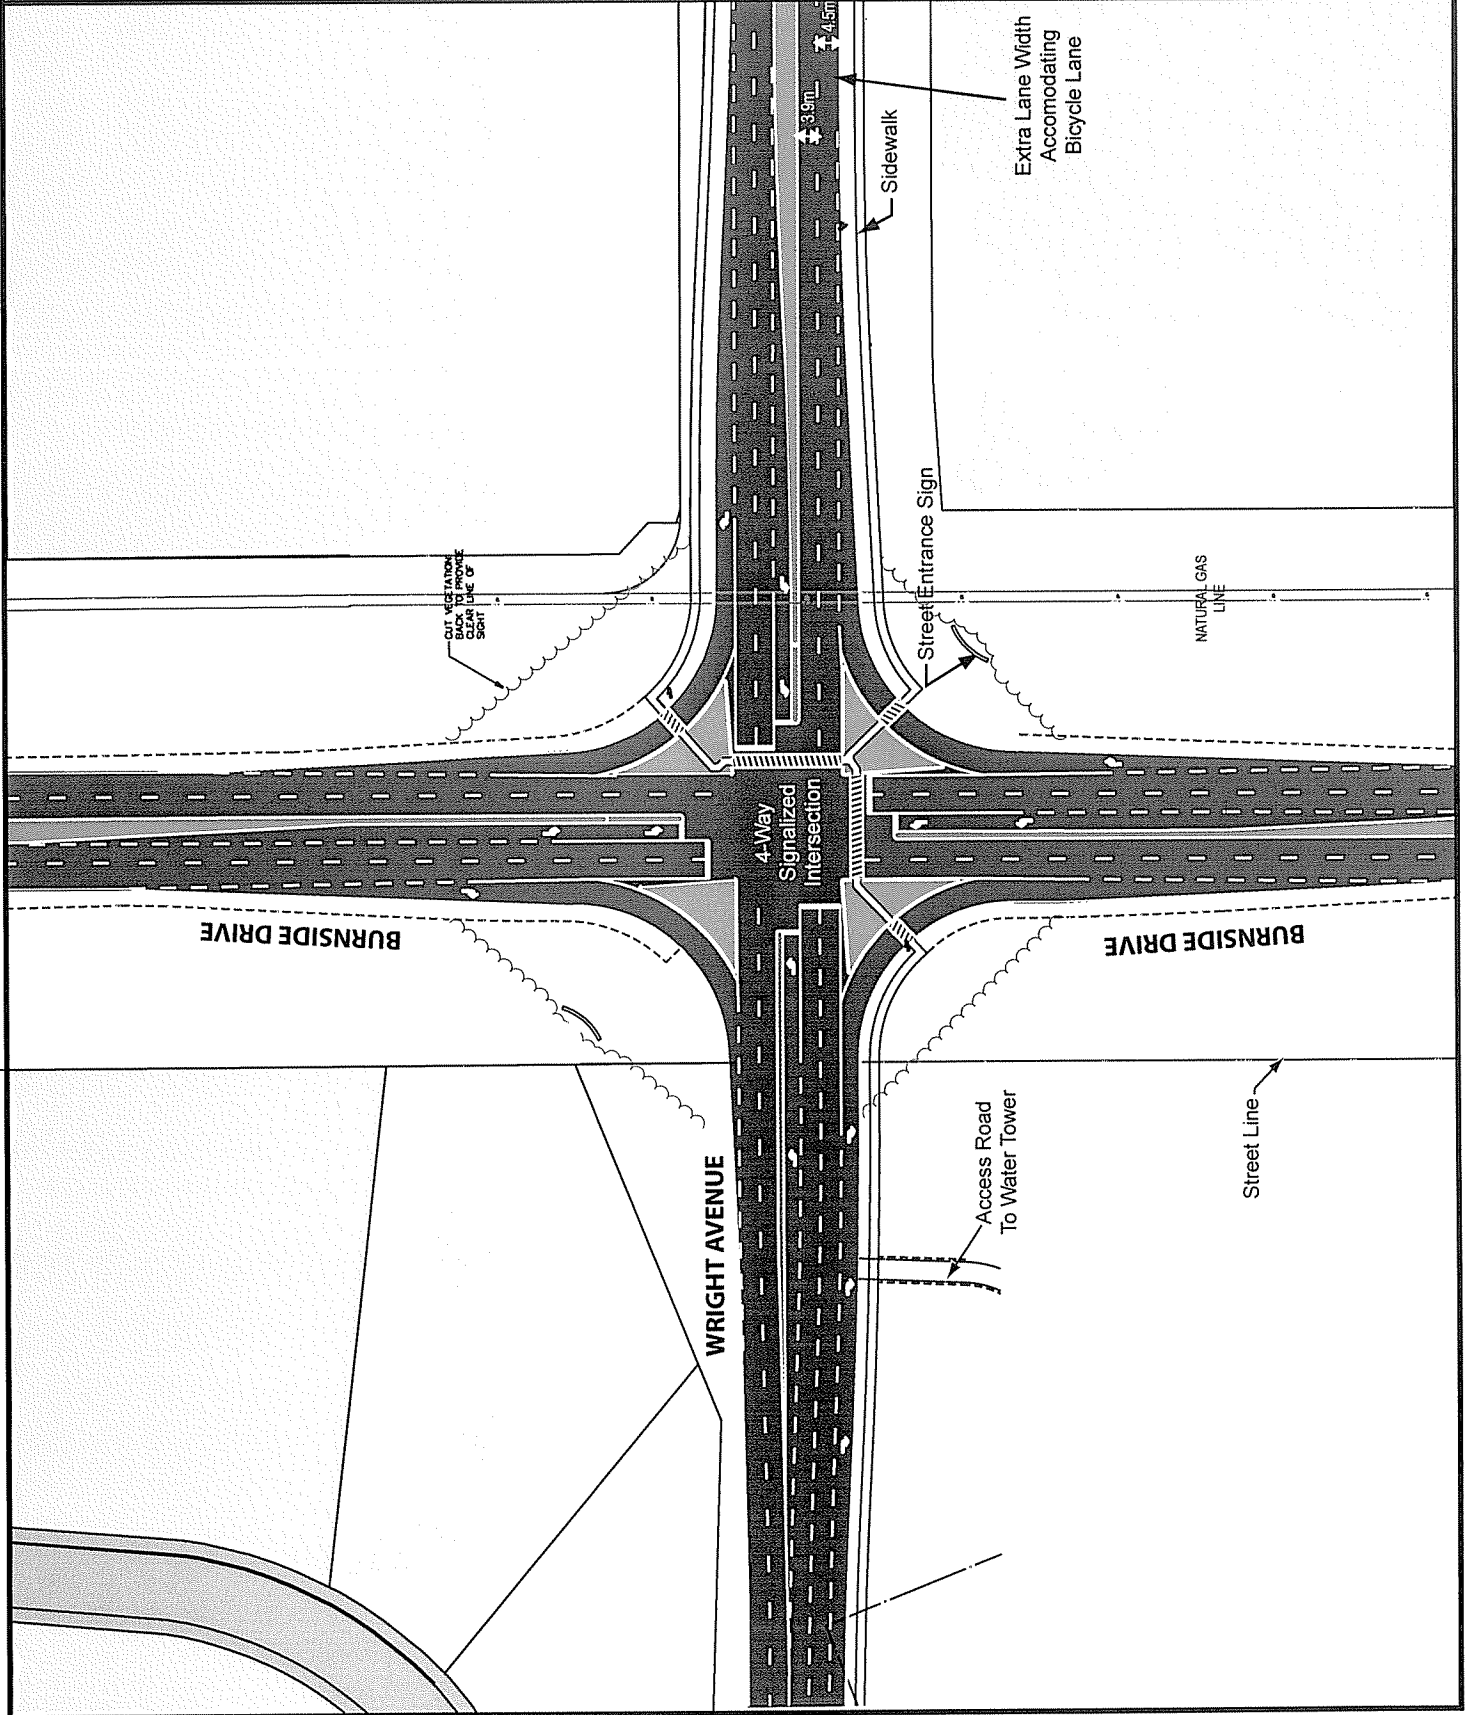 4.5m
3.9m
Extra Lane Width
Accomodating
Bicycle Lane
Sidewalk
Street Entrance Sign
CUT VEGETATION
BACK TO PROVIDE
CLEAR LINE OF
SIGHT
NATURAL GAS
LINE
4-Way
Signalized
Intersection
BURNSIDE DRIVE
BURNSIDE DRIVE
WRIGHT AVENUE
Access Road
To Water Tower
Street Line